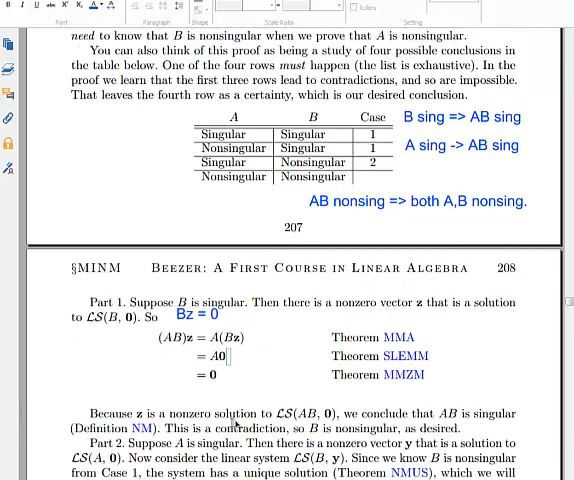 B I U abc X² X₂ A
Font
Paragraph
Shape
Scale Ratio
Rulers
Setting
need to know that B is nonsingular when we prove that A is nonsingular.
You can also think of this proof as being a study of four possible conclusions in
the table below. One of the four rows must happen (the list is exhaustive). In the
proof we learn that the first three rows lead to contradictions, and so are impossible.
That leaves the fourth row as a certainty, which is our desired conclusion.
A B Case
Singular Singular 1
Nonsingular Singular 1
Singular Nonsingular 2
Nonsingular Nonsingular
B sing => AB sing
A sing -> AB sing
AB nonsing => both A,B nonsing.
207
§MINM BEEZER: A FIRST COURSE IN LINEAR ALGEBRA 208
Part 1. Suppose B is singular. Then there is a nonzero vector z that is a solution
to LS(B, 0). So Bz = 0
(AB)z = A(Bz) Theorem MMA
= A0 Theorem SLEMM
= 0 Theorem MMZM
Because z is a nonzero solution to LS(AB, 0), we conclude that AB is singular
(Definition NM). This is a contradiction, so B is nonsingular, as desired.
Part 2. Suppose A is singular. Then there is a nonzero vector y that is a solution to
LS(A, 0). Now consider the linear system LS(B, y). Since we know B is nonsingular
from Case 1, the system has a unique solution (Theorem NMUS), which we will